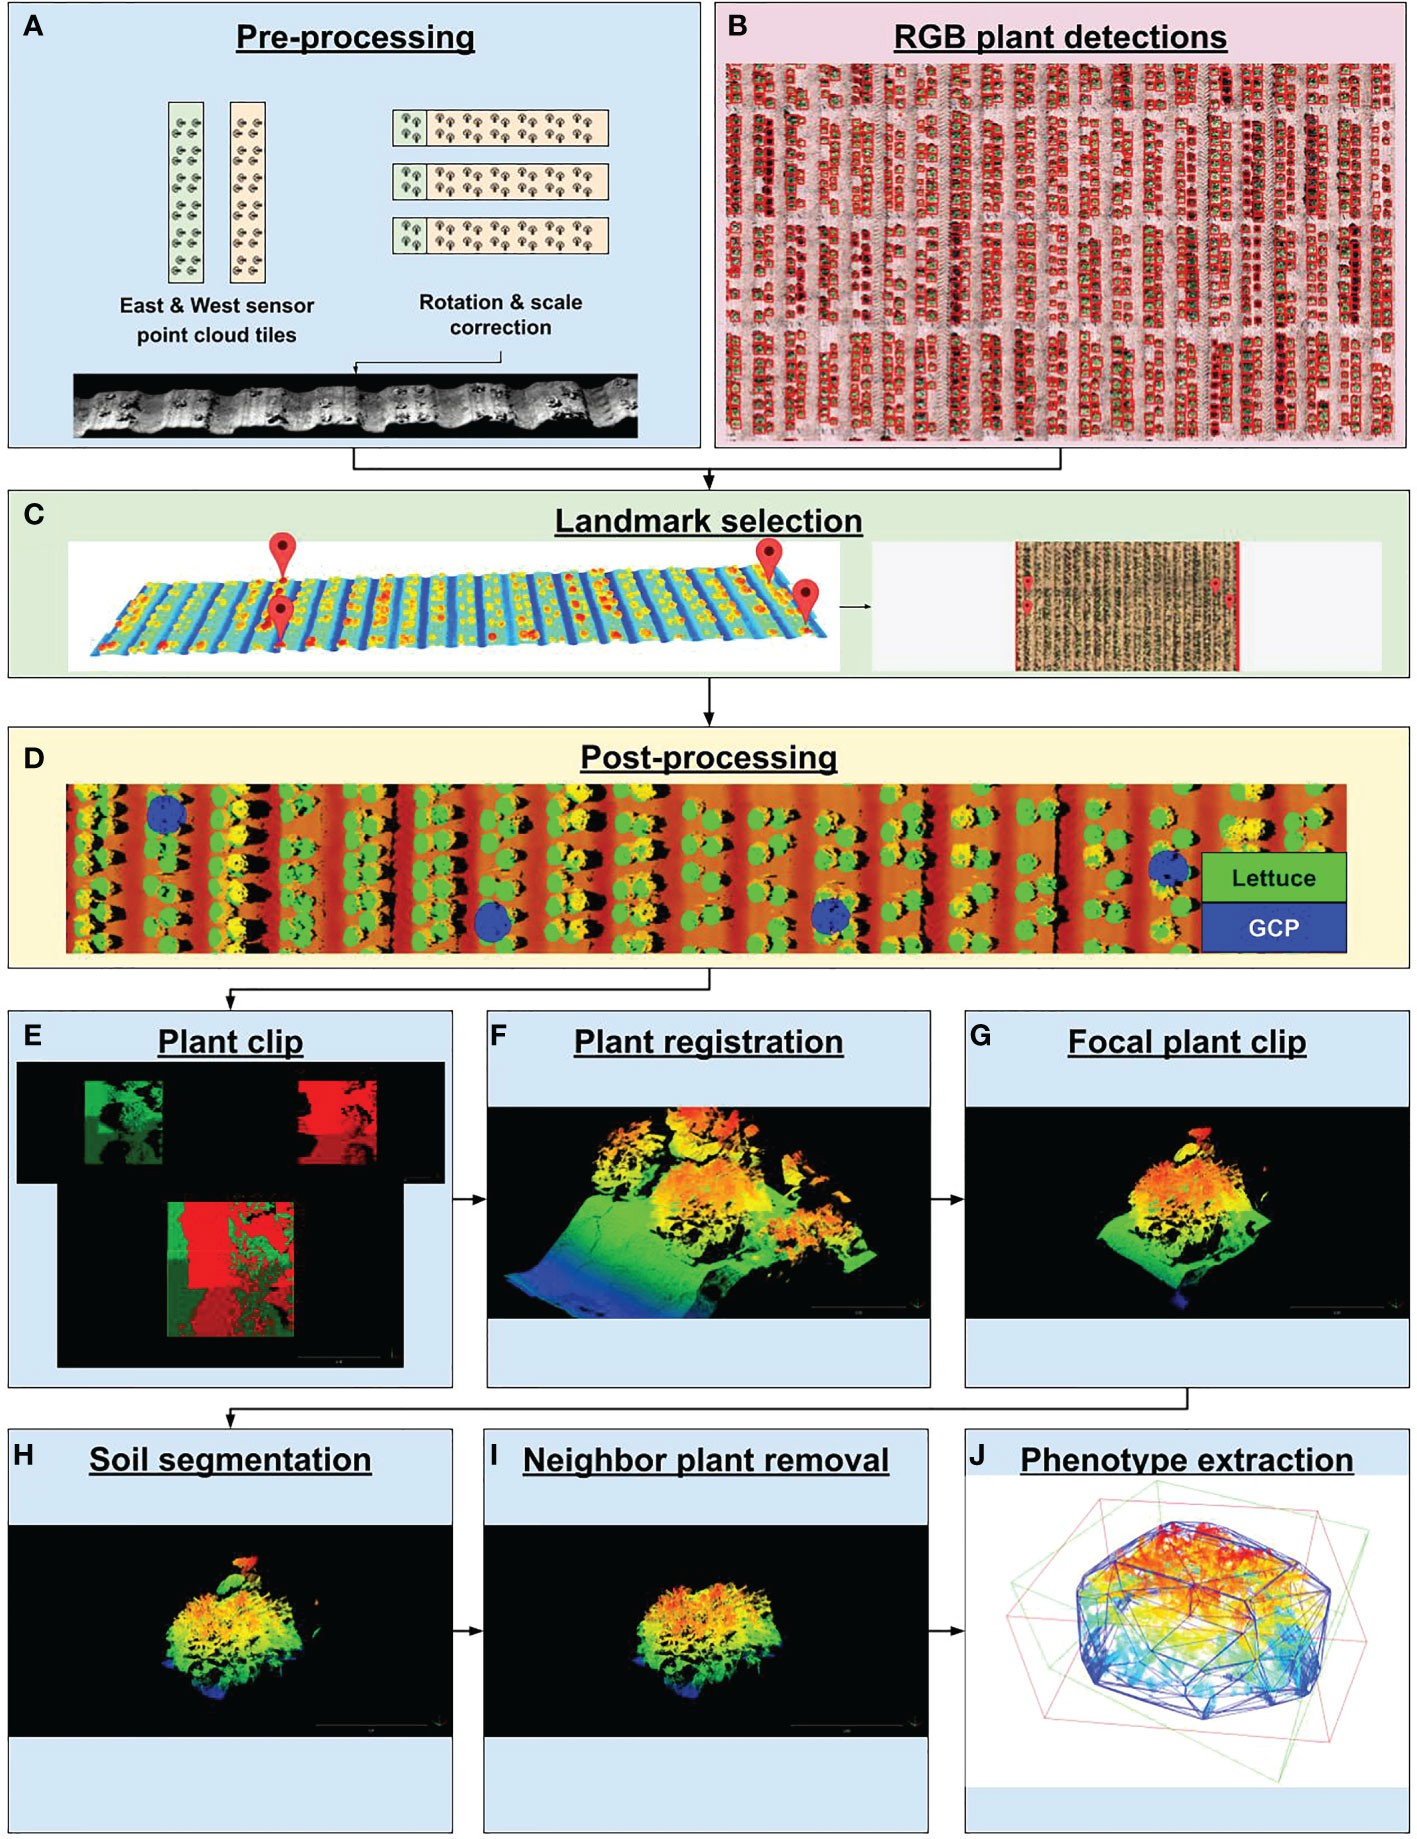 A
Pre-processing
East & West sensor
point cloud tiles
Rotation & scale
correction
B
RGB plant detections
C
Landmark selection
D
Post-processing
Lettuce
GCP
E
Plant clip
F
Plant registration
G
Focal plant clip
H
Soil segmentation
I
Neighbor plant removal
J
Phenotype extraction